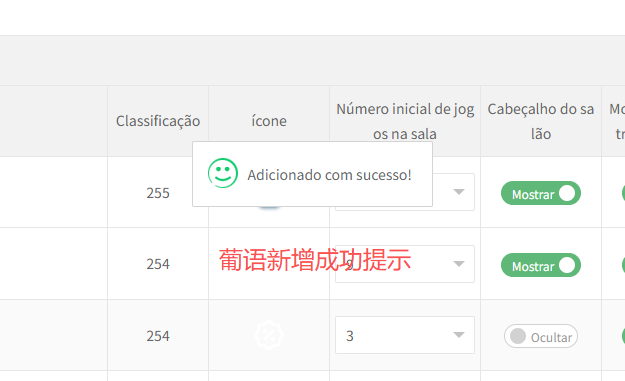 Classificação
ícone
Número inicial de jog
os na sala
Cabeçalho do sa
lão
Mo
tr
Adicionado com sucesso!
255
Mostrar
254
葡语新增成功提示
Mostrar
254
3
Ocultar